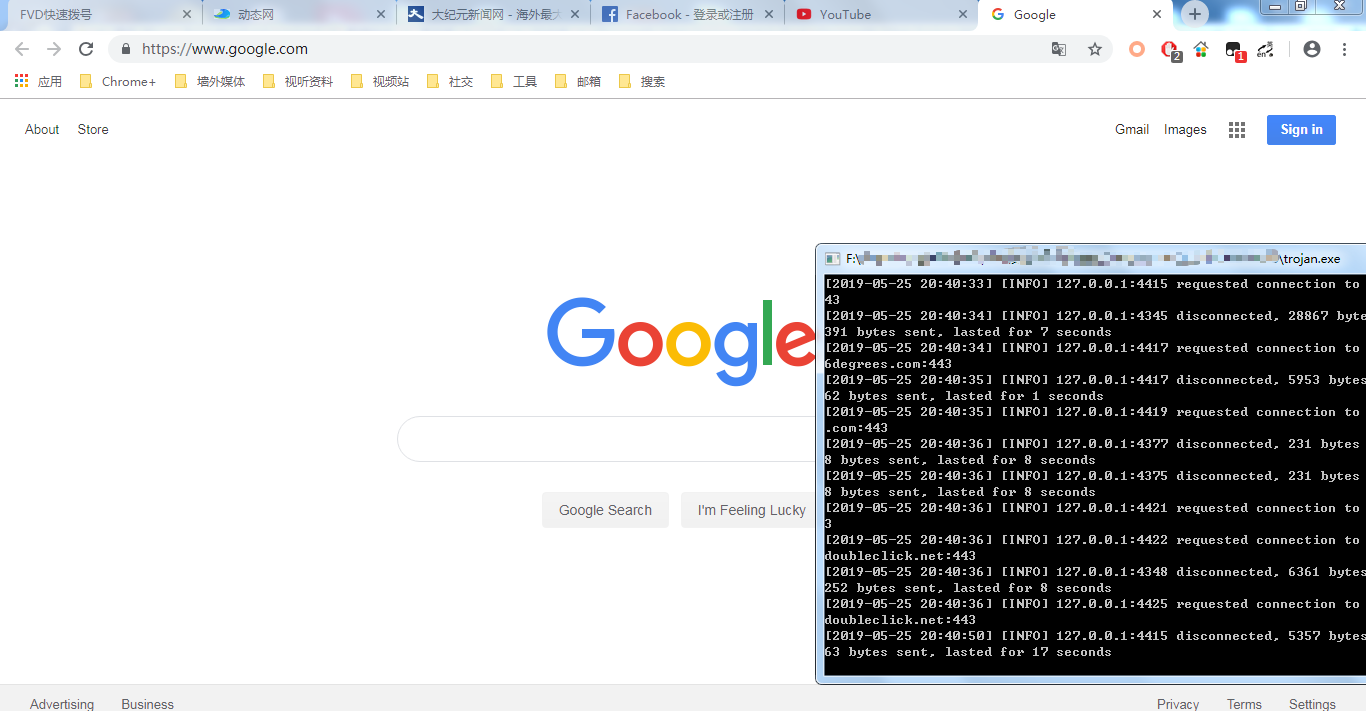 FVD快速拨号
动态网
大纪元新闻网 - 海外最大
Facebook - 登录或注册
YouTube
Google
https://www.google.com
2
1
英
en
应用
Chrome+
墙外媒体
视听资料
视频站
社交
工具
邮箱
搜索
About
Store
Gmail
Images
Sign in
Google
Google Search
I'm Feeling Lucky
F:\
\trojan.exe
[2019-05-25 20:40:33] [INFO] 127.0.0.1:4415 requested connection to
43
[2019-05-25 20:40:34] [INFO] 127.0.0.1:4345 disconnected, 28867 byte
391 bytes sent, lasted for 7 seconds
[2019-05-25 20:40:34] [INFO] 127.0.0.1:4417 requested connection to
6degrees.com:443
[2019-05-25 20:40:35] [INFO] 127.0.0.1:4417 disconnected, 5953 bytes
62 bytes sent, lasted for 1 seconds
[2019-05-25 20:40:35] [INFO] 127.0.0.1:4419 requested connection to
.com:443
[2019-05-25 20:40:36] [INFO] 127.0.0.1:4377 disconnected, 231 bytes
8 bytes sent, lasted for 8 seconds
[2019-05-25 20:40:36] [INFO] 127.0.0.1:4375 disconnected, 231 bytes
8 bytes sent, lasted for 8 seconds
[2019-05-25 20:40:36] [INFO] 127.0.0.1:4421 requested connection to
3
[2019-05-25 20:40:36] [INFO] 127.0.0.1:4422 requested connection to
doubleclick.net:443
[2019-05-25 20:40:36] [INFO] 127.0.0.1:4348 disconnected, 6361 bytes
252 bytes sent, lasted for 8 seconds
[2019-05-25 20:40:36] [INFO] 127.0.0.1:4425 requested connection to
doubleclick.net:443
[2019-05-25 20:40:50] [INFO] 127.0.0.1:4415 disconnected, 5357 bytes
63 bytes sent, lasted for 17 seconds
Advertising
Business
Privacy
Terms
Settings